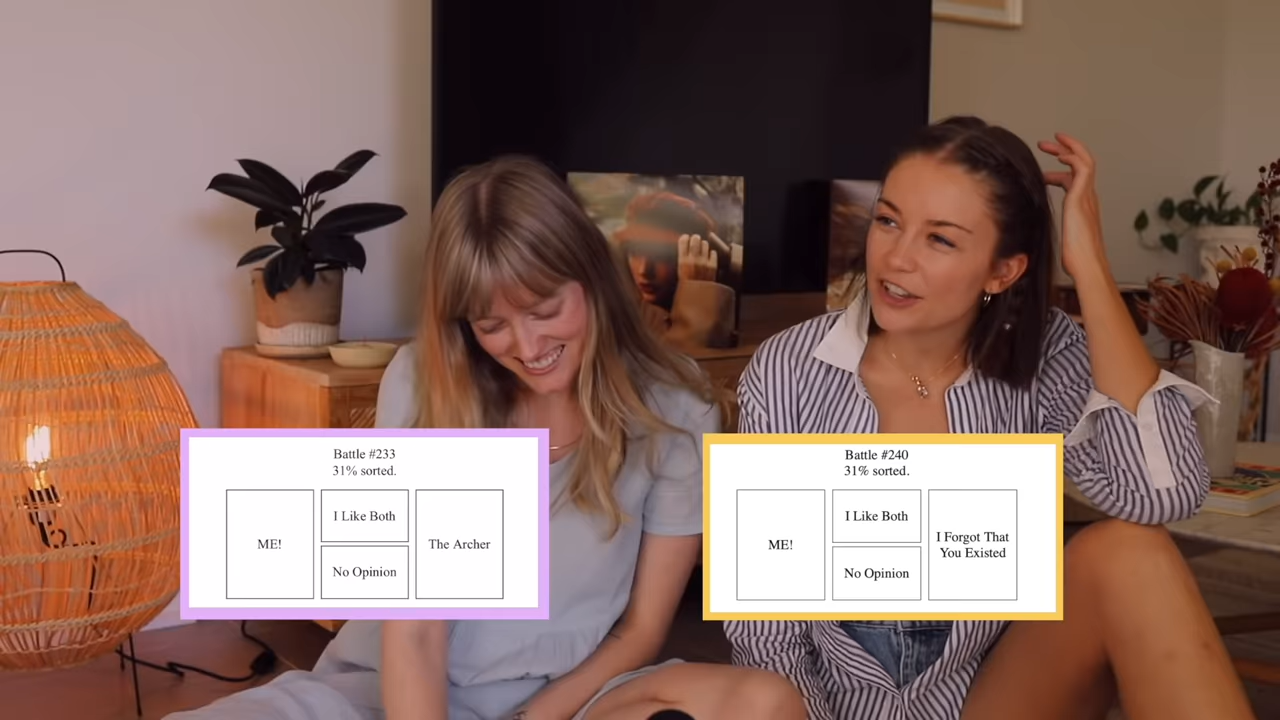 Battle #233
31% sorted.
ME!
I Like Both
No Opinion
The Archer
Battle #240
31% sorted.
ME!
I Like Both
No Opinion
I Forgot That
You Existed